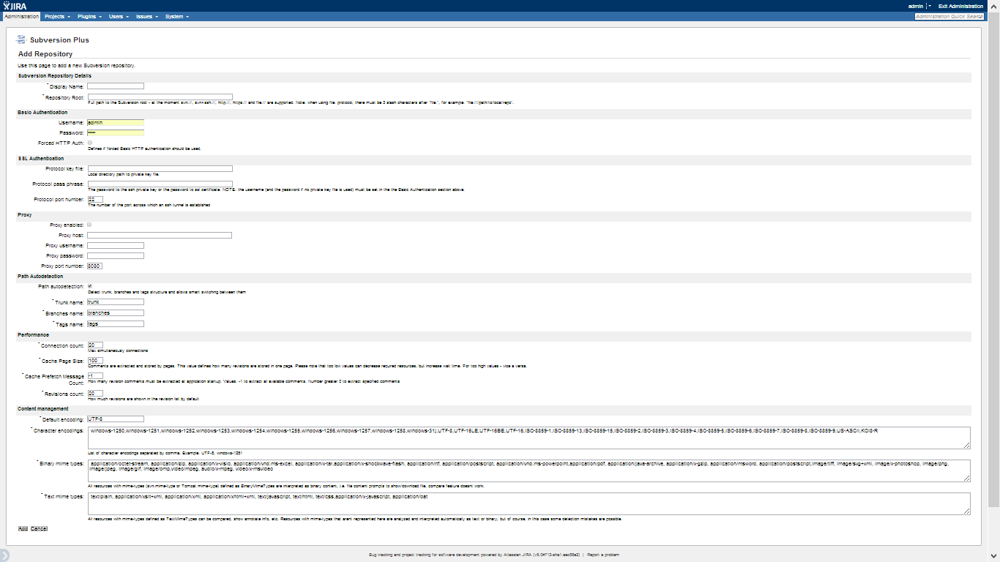 JIRA admin Exit Administration
Administration Projects Plugins Users Issues System Administration Quick Search
Subversion Plus
Add Repository
Use this page to add a new Subversion repository.
Subversion Repository Details
* Display Name:
* Repository Root:
Full path to the Subversion root - at the moment svn://, svn+ssh://, http://, https:// and file:// are supported. Note: when using file: protocol, there must be 3 slash characters after "file:", for example: "file:///path/to/local/repo".
Basic Authentication
Username: admin
Password: •••••
Forced HTTP Auth:
Defines if forced Basic HTTP authentication should be used.
SSL Authentication
Protocol key file:
Local directory path to private key file.
Protocol pass phrase:
The password to the ssh private key or the password to ssl certificate. NOTE, the username (and the password if no private key file is used) must be set in the the Basic Authentication section above.
Protocol port number: 22
The number of the port across which an ssh tunnel is established
Proxy
Proxy enabled:
Proxy host:
Proxy username:
Proxy password:
Proxy port number: 8080
Path Autodetection
Path autodetection:
Detect trunk, branches and tags structure and allows smart switching between them
* Trunk name: trunk
* Branches name: branches
* Tags name: tags
Performance
* Connection count: 20
Max simultaneously connections
* Cache Page Size: 100
Comments are extracted and stored by pages. This value defines how many revisions are stored in one page. Please note that too low values can decrease required resources, but increase wait time. For too high values - vice a versa.
* Cache Prefetch Message Count: -1
How many revision comments must be extracted at application startup. Values: -1 to extract all available comments. Number greater 0 to extract specified comments
* Revisions count: 20
How much revisions are shown in the revision list by default
Content management
* Default encoding: UTF-8
* Character encodings: windows-1250,windows-1251,windows-1252,windows-1253,windows-1254,windows-1255,windows-1256,windows-1257,windows-1258,windows-31j,UTF-8,UTF-16LE,UTF-16BE,UTF-16,ISO-8859-1,ISO-8859-13,ISO-8859-15,ISO-8859-2,ISO-8859-3,ISO-8859-4,ISO-8859-5,ISO-8859-6,ISO-8859-7,ISO-8859-8,ISO-8859-9,US-ASCII,KOI8-R
List of character encodings separated by comma. Example: UTF-8, windows-1251
* Binary mime types: application/octet-stream, application/zip, application/x-visio, application/vnd.ms-excel, application/x-tar,application/x-shockwave-flash, application/rtf, application/postscript, application/vnd.ms-powerpoint,application/pdf, application/java-archive, application/x-gzip, application/msword, application/postscript,image/tiff, image/svg+xml, image/x-photoshop, image/png,
image/jpeg, image/gif, image/bmp,video/mpeg, audio/x-mpeg, video/x-msvideo
All resources with mime-types (svn:mime-type or Tomcat mime-type) defined as BinaryMimeTypes are interpreted as binary content, i.e. file content prompts to show/download file, compare feature doesnt work.
* Text mime types: text/plain, application/xslt+xml, application/xml, application/xhtml+xml, text/javascript, text/html, text/css,application/x-javascript, application/bat
All resources with mime-types defined as TextMimeTypes can be compared, show annotate info, etc. Resources with mime-types that arent represented here are analyzed and interpreted automatically as text or binary, but of course, in this case some detection mistakes are possible.
Add Cancel
Bug tracking and project tracking for software development powered by Atlassian JIRA | Report a problem